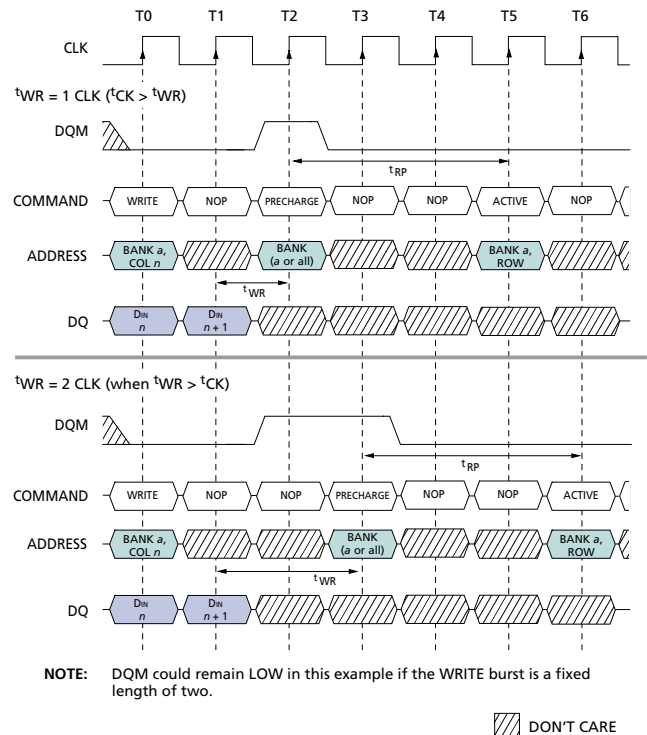 T0 T1 T2 T3 T4 T5 T6
CLK
tWR = 1 CLK (tCK > tWR)
DQM
tRP
COMMAND WRITE NOP PRECHARGE NOP NOP ACTIVE NOP
ADDRESS BANK a, COL n BANK (a or all) BANK a, ROW
tWR
DQ DIN n DIN n + 1
tWR = 2 CLK (when tWR > tCK)
DQM
tRP
COMMAND WRITE NOP NOP PRECHARGE NOP NOP ACTIVE
ADDRESS BANK a, COL n BANK (a or all) BANK a, ROW
tWR
DQ DIN n DIN n + 1
NOTE: DQM could remain LOW in this example if the WRITE burst is a fixed
length of two.
DON'T CARE